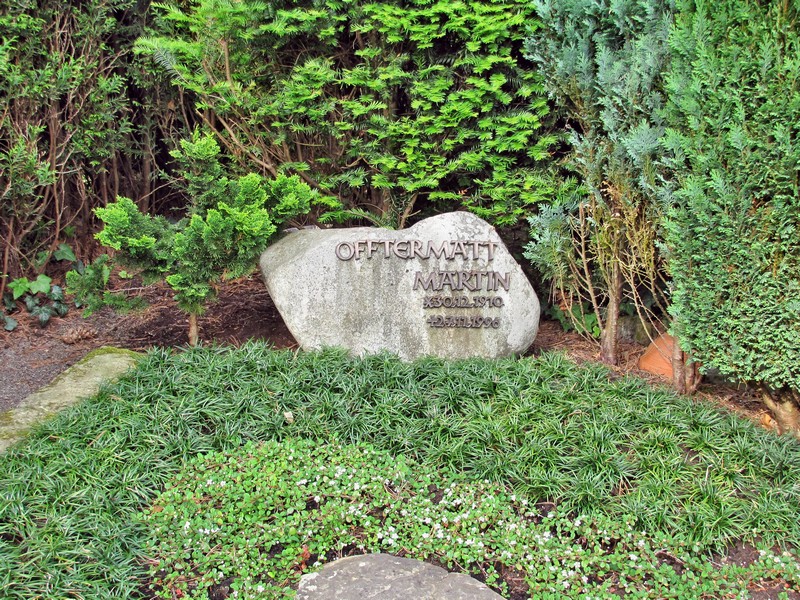 OFFTERMATT
MARTIN
*30.12.1910